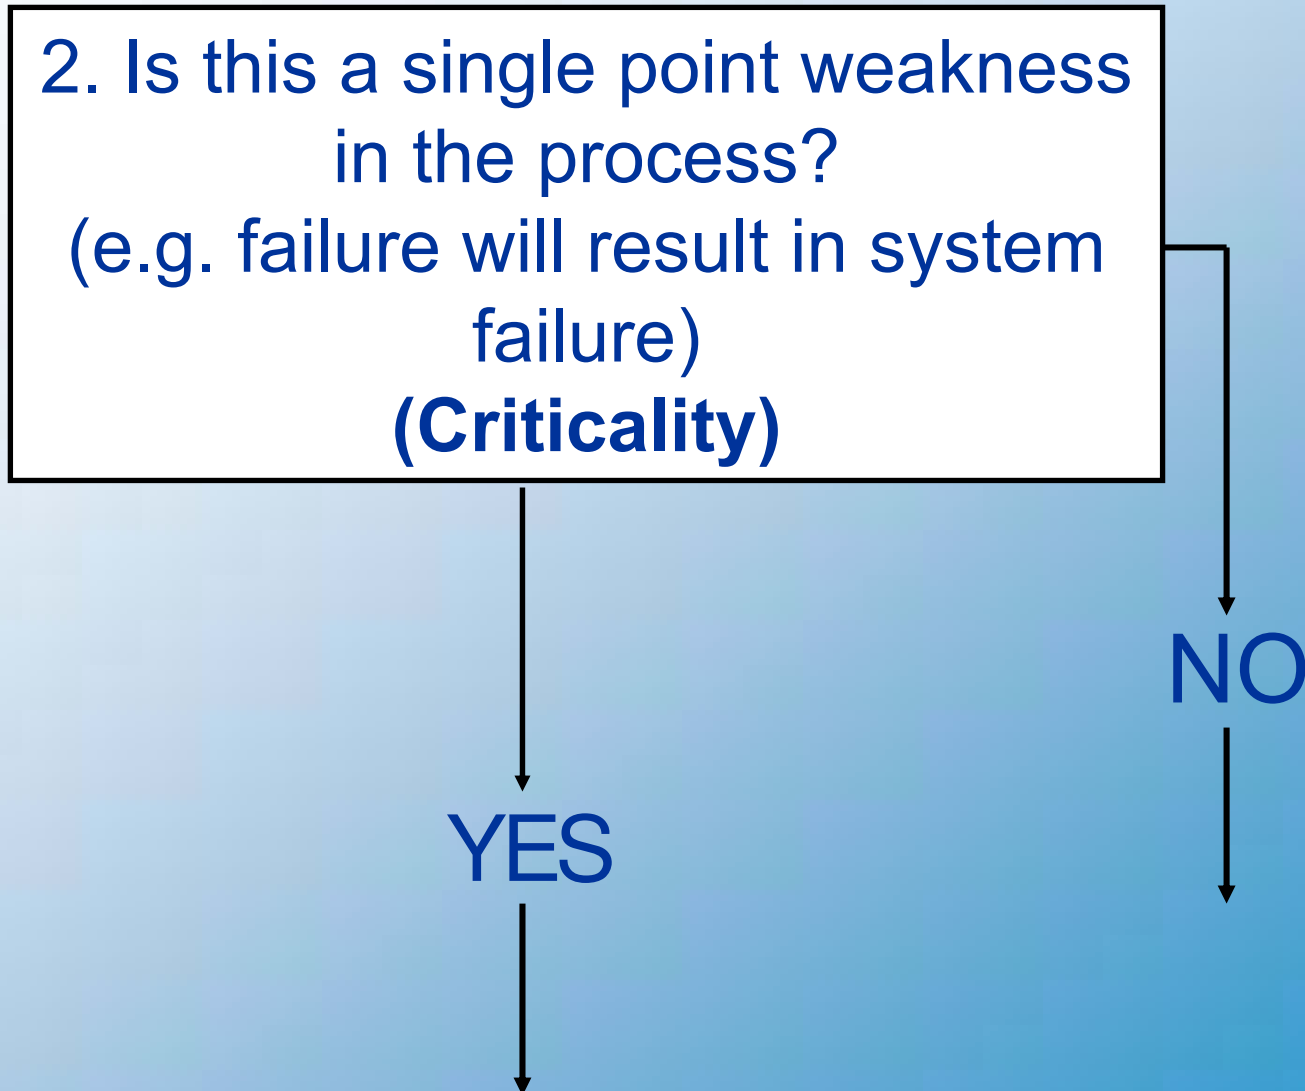 2. Is this a single point weakness
in the process?
(e.g. failure will result in system
failure)
(Criticality)
NO
YES